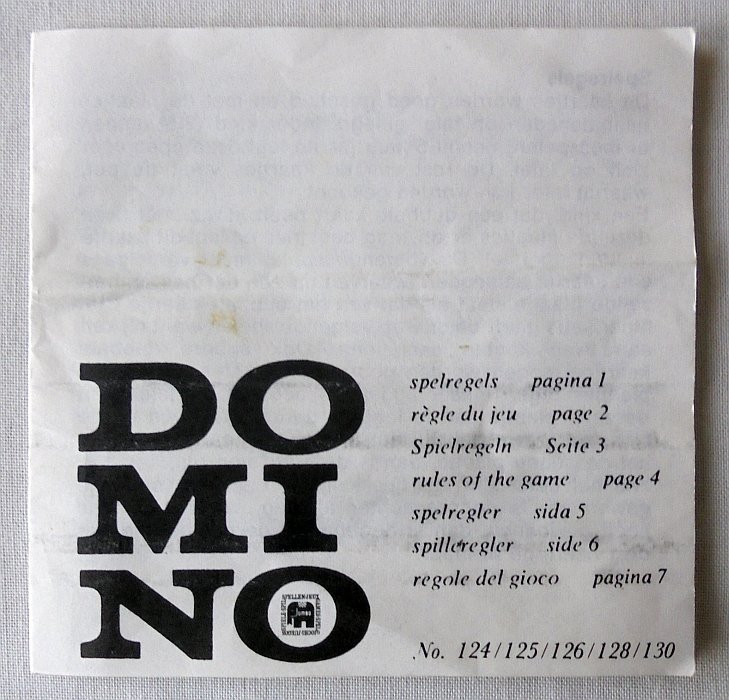 DO
MI
NO
spelregels pagina 1
règle du jeu page 2
Spielregeln Seite 3
rules of the game page 4
spelregler sida 5
spilleregler side 6
regole del gioco pagina 7
No. 124/125/126/128/130
Jumbo